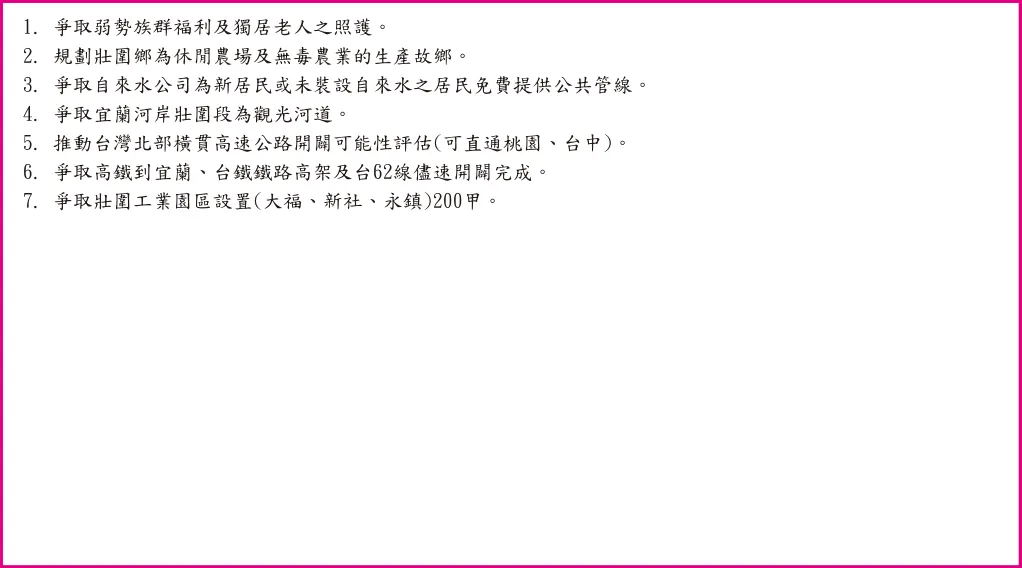 1. 爭取弱勢族群福利及獨居老人之照護。
2. 規劃壯圍鄉為休閒農場及無毒農業的生產故鄉。
3. 爭取自來水公司為新居民或未裝設自來水之居民免費提供公共管線。
4. 爭取宜蘭河岸壯圍段為觀光河道。
5. 推動台灣北部橫貫高速公路開闢可能性評估(可直通桃園、台中)。
6. 爭取高鐵到宜蘭、台鐵鐵路高架及台62線儘速開闢完成。
7. 爭取壯圍工業園區設置(大福、新社、永鎮)200甲。